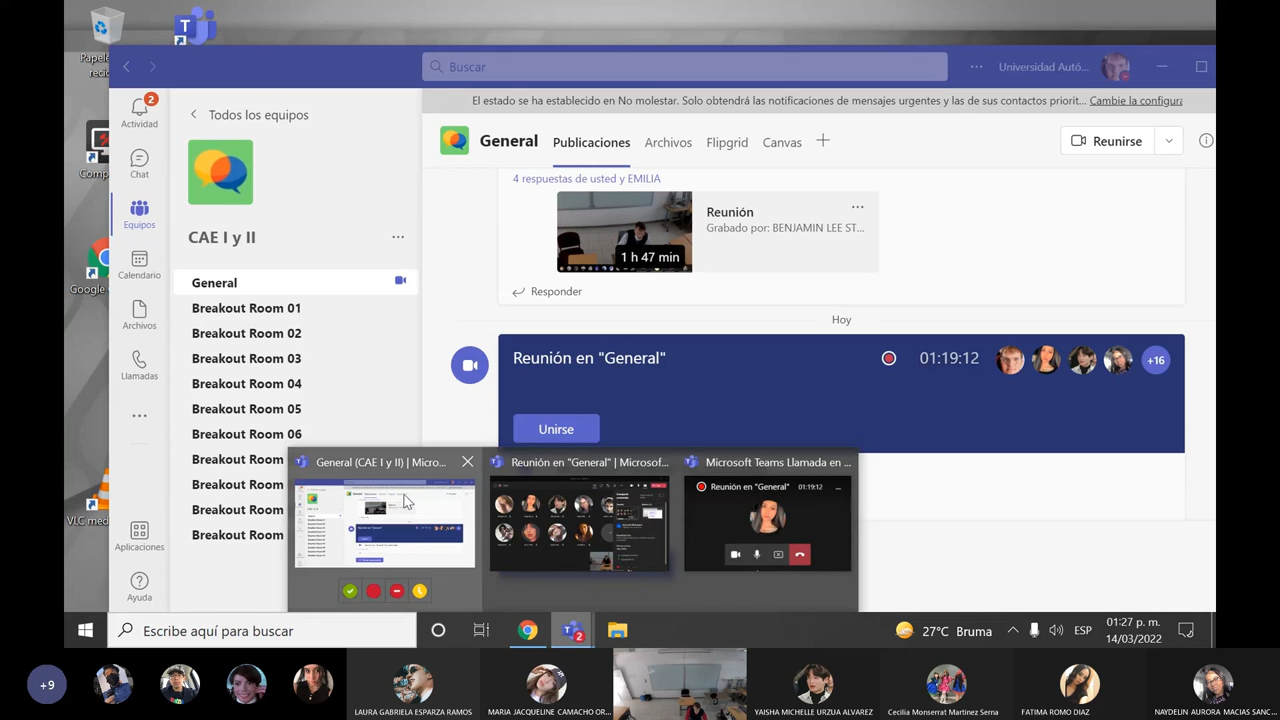 Papele
recic
Buscar
Universidad Autó...
2
Actividad
Todos los equipos
El estado se ha establecido en No molestar. Solo obtendrá las notificaciones de mensajes urgentes y las de sus contactos priorit...
Cambie la configura
Chat
General
Publicaciones
Archivos
Flipgrid
Canvas
Reunirse
Comp
Equipos
4 respuestas de usted y EMILIA
CAE I y II
Reunión
Grabado por: BENJAMIN LEE ST...
1 h 47 min
Calendario
General
Google C
Responder
Breakout Room 01
Archivos
Hoy
Breakout Room 02
Breakout Room 03
Reunión en "General"
01:19:12
+16
Llamadas
Breakout Room 04
Breakout Room 05
Breakout Room 06
Unirse
Breakout Room
General (CAE I y II) | Micro...
Reunión en "General" | Microsof...
Microsoft Teams Llamada en ...
Breakout Room
Reunión en "General"
01:19:12
VLC med
Breakout Room
Breakout Room
Aplicaciones
Ayuda
Escribe aquí para buscar
2
27°C Bruma
ESP
01:27 p. m.
14/03/2022
+9
LAURA GABRIELA ESPARZA RAMOS
MARIA JACQUELINE CAMACHO OR...
YAISHA MICHELLE URZUA ALVAREZ
Cecilia Monserrat Martinez Serna
FATIMA ROMO DIAZ
NAYDELIN AURORA MACIAS SANC...